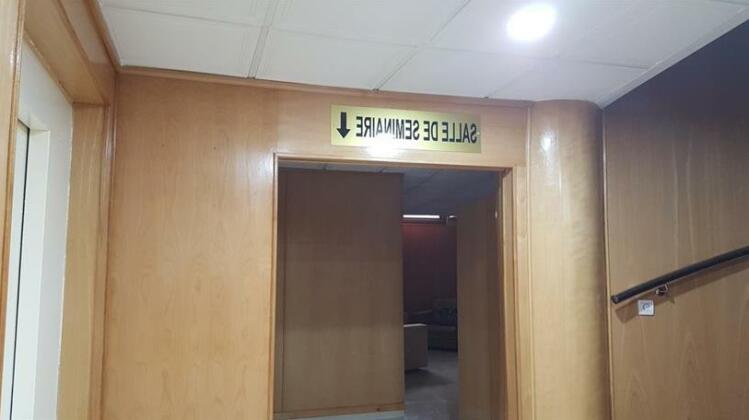 SALLE DE SEMINAIRE ↓